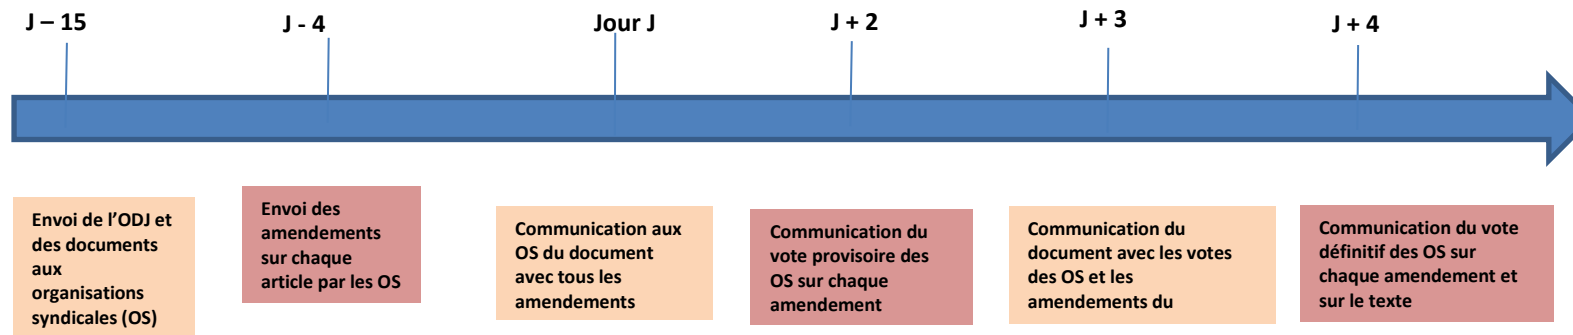 J – 15
J - 4
Jour J
J + 2
J + 3
J + 4
Envoi de l’ODJ et
des documents
aux
organisations
syndicales (OS)
Envoi des
amendements
sur chaque
article par les OS
Communication aux
OS du document
avec tous les
amendements
Communication du
vote provisoire des
OS sur chaque
amendement
Communication du
document avec les votes
des OS et les
amendements du
Communication du vote
définitif des OS sur
chaque amendement et
sur le texte